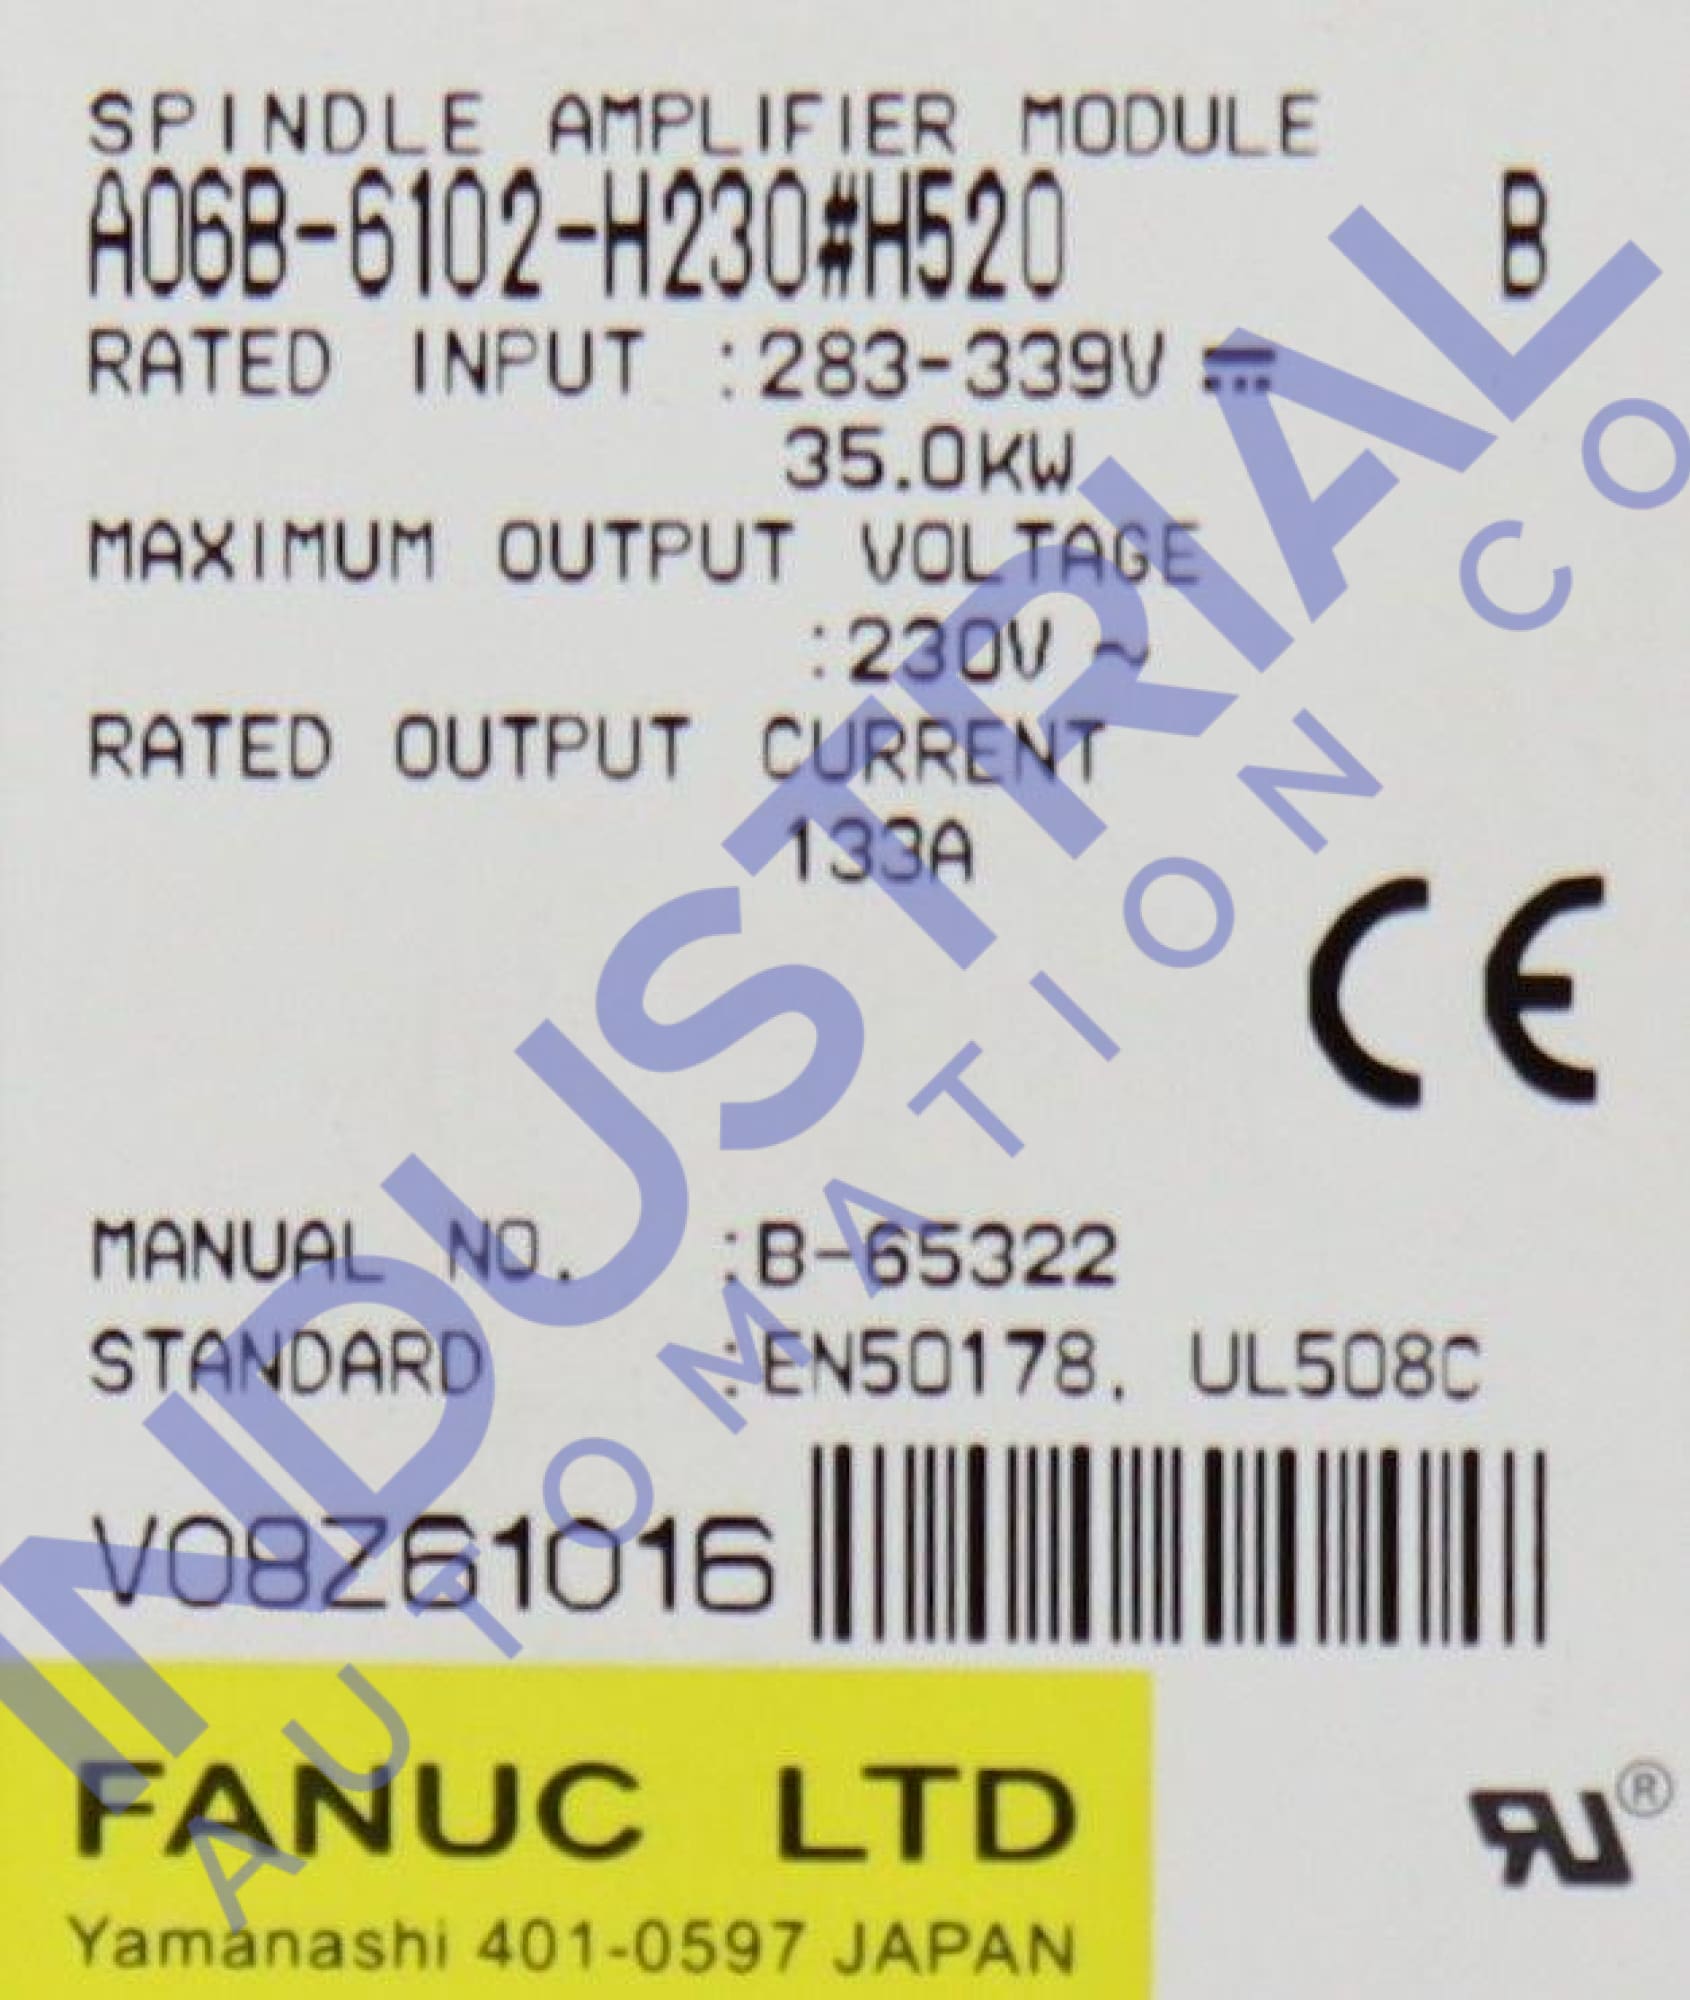 SPINDLE AMPLIFIER MODULE
A06B-6102-H230#H520 B
RATED INPUT :283-339V ⎓
35.0KW
MAXIMUM OUTPUT VOLTAGE
:230V ~
RATED OUTPUT CURRENT
133A
CE
MANUAL NO. :B-65322
STANDARD :EN50178, UL508C
V08Z61016
FANUC LTD
Yamanashi 401-0597 JAPAN
RU®
INDUSTRIAL
AUTOMATION CO